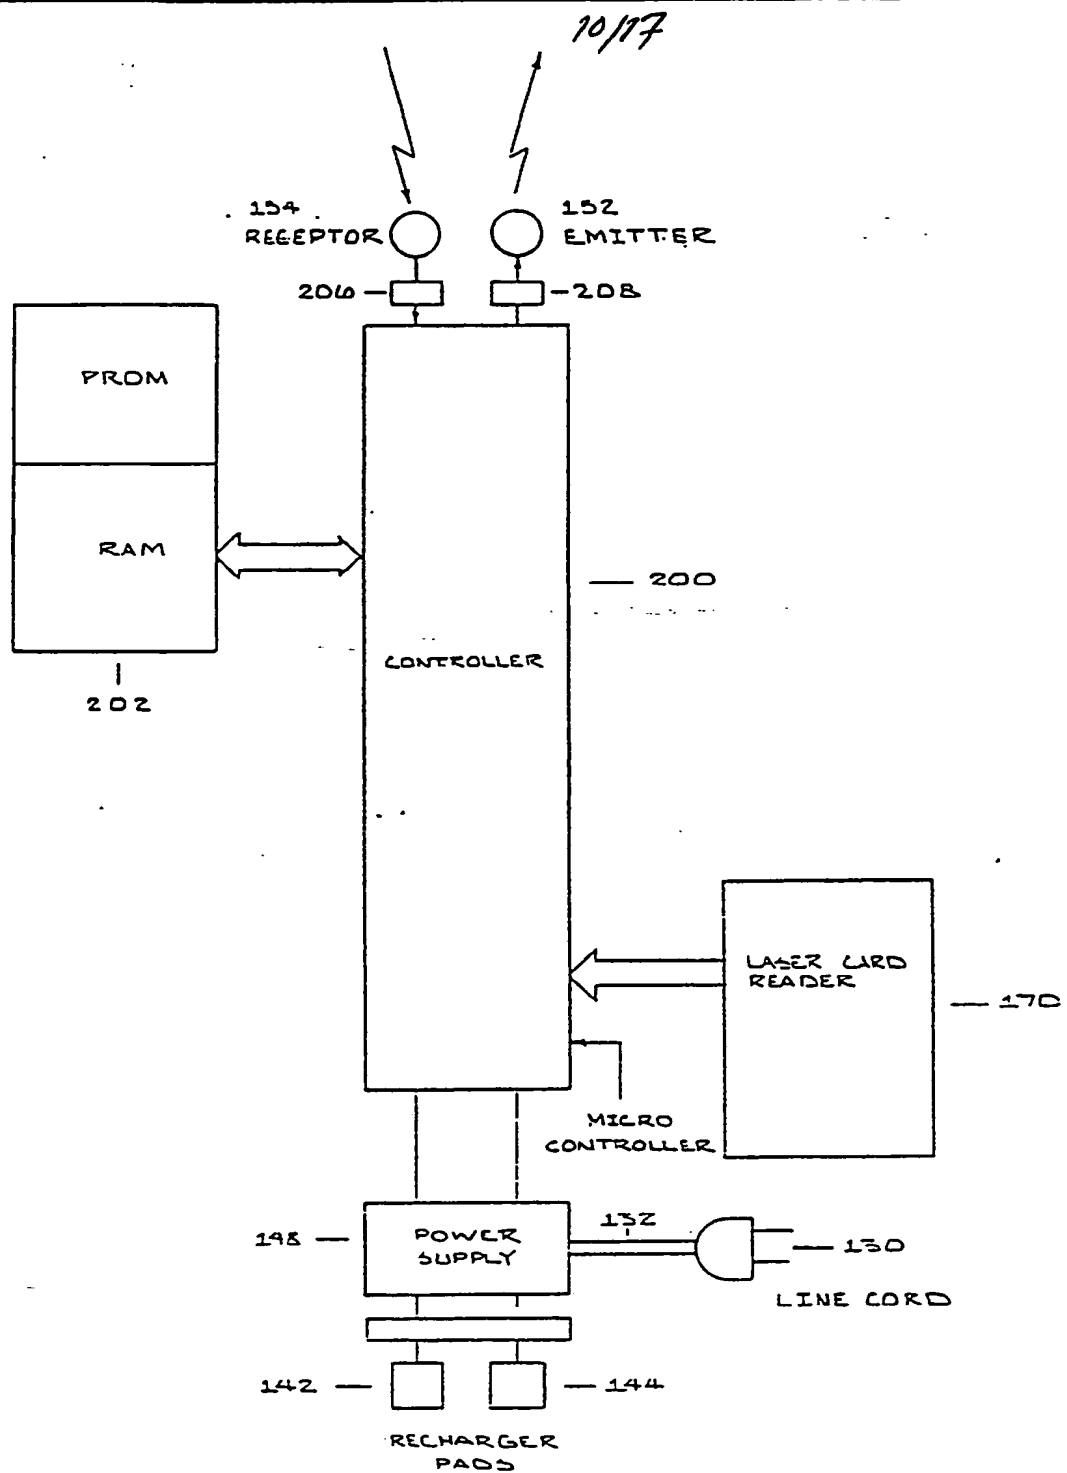 10/17
154
RECEPTOR
152
EMITTER
206
208
PROM
RAM
200
CONTROLLER
202
LASER CARD
READER
170
MICRO
CONTROLLER
198
POWER
SUPPLY
132
130
LINE CORD
142
144
RECHARGER
PADS